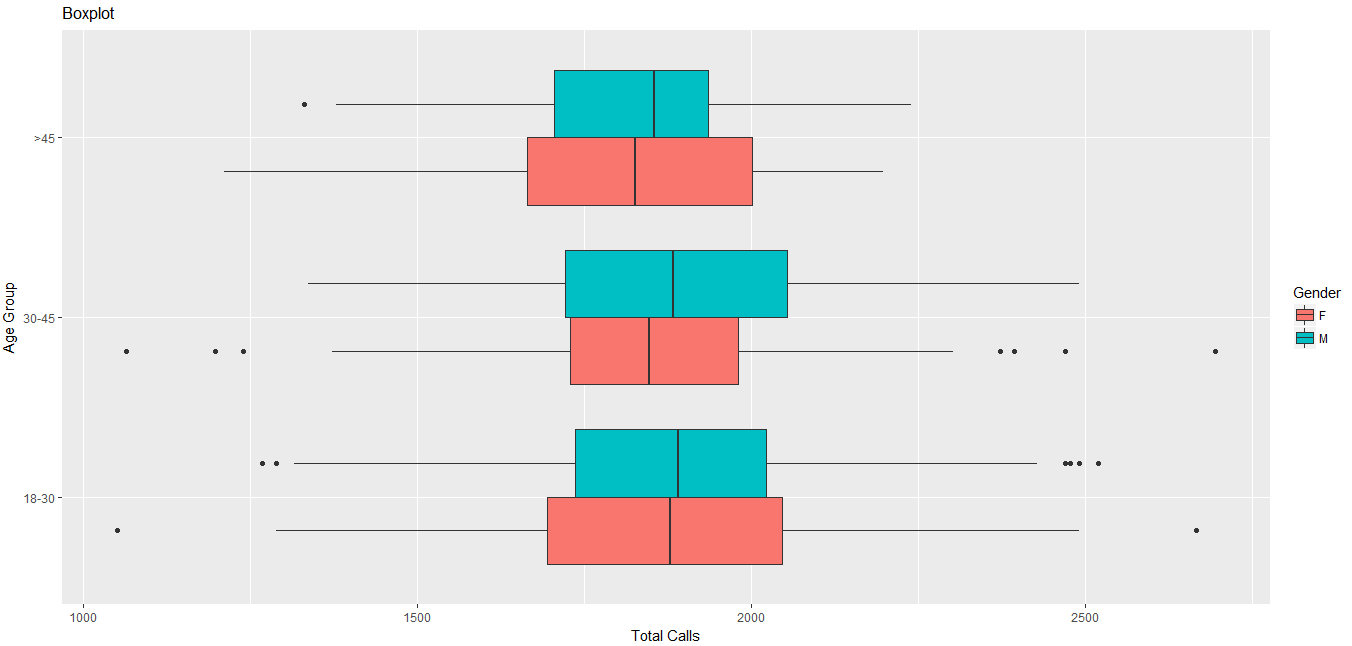 Boxplot
>45
30-45
18-30
Age Group
1000 1500 2000 2500
Total Calls
Gender
F
M